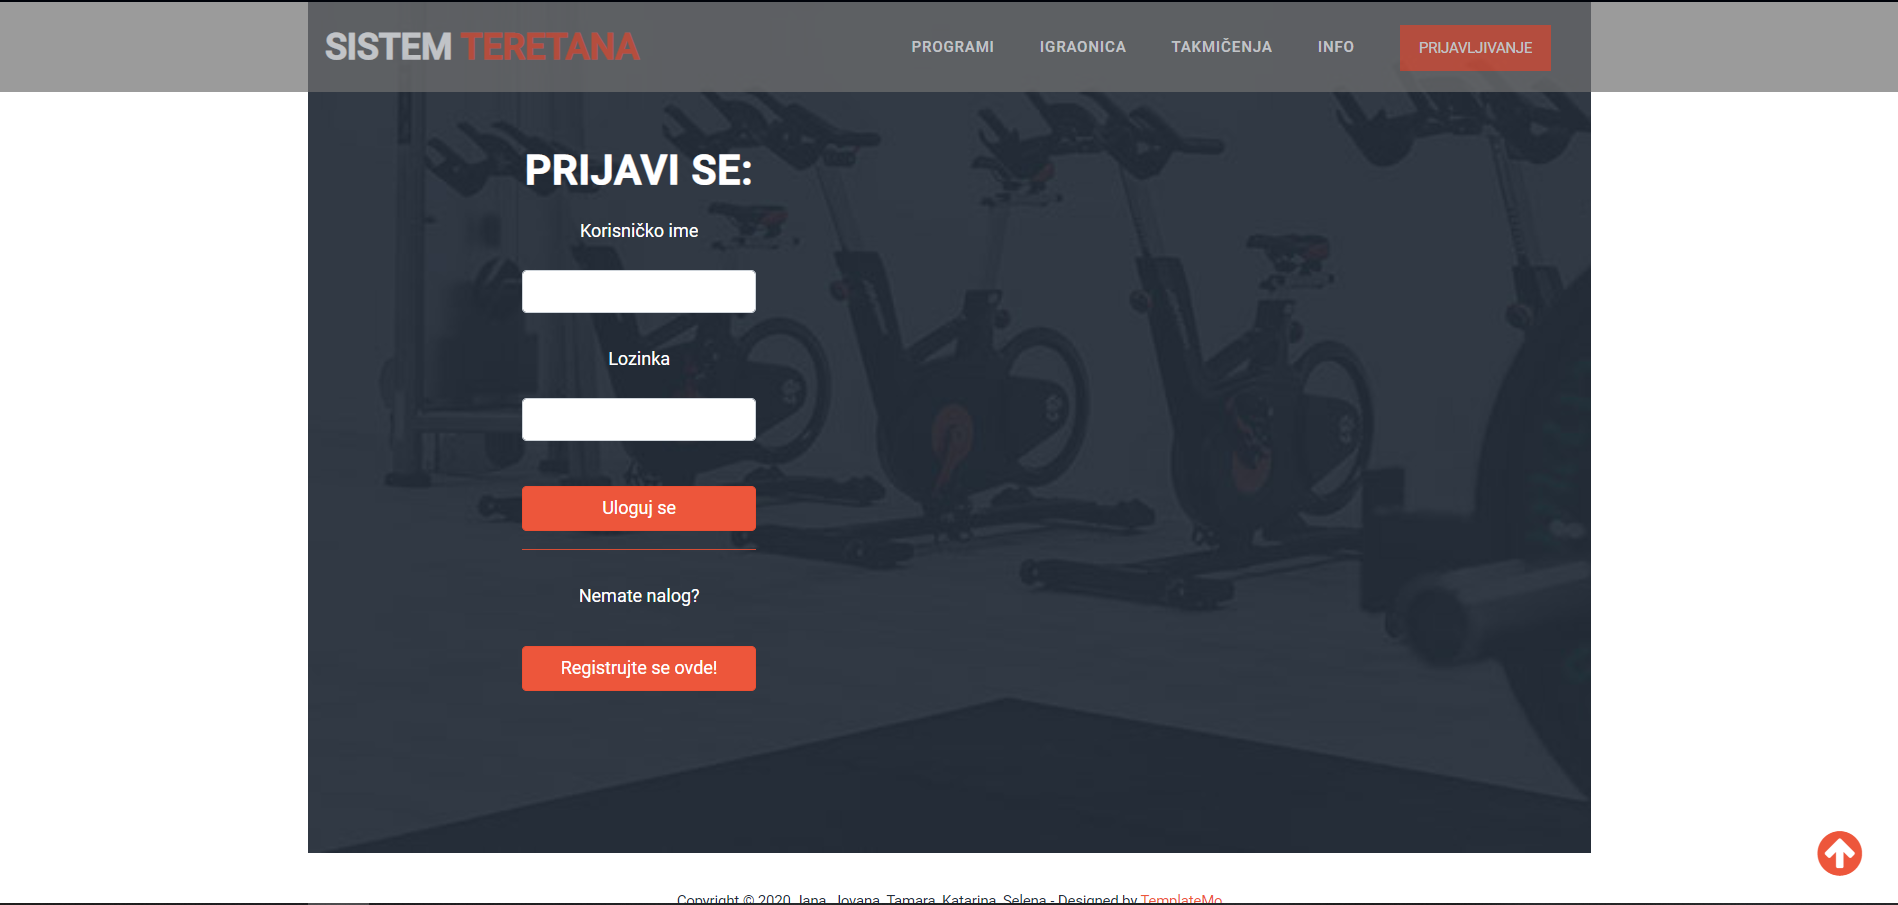 SISTEM TERETANA
PROGRAMI IGRAONICA TAKMIČENJA INFO PRIJAVLJIVANJE
PRIJAVI SE:
Korisničko ime
Lozinka
Uloguj se
Nemate nalog?
Registrujte se ovde!
Copyright © 2020 Jana, Jovana, Tamara, Katarina, Selena - Designed by TemplateMo